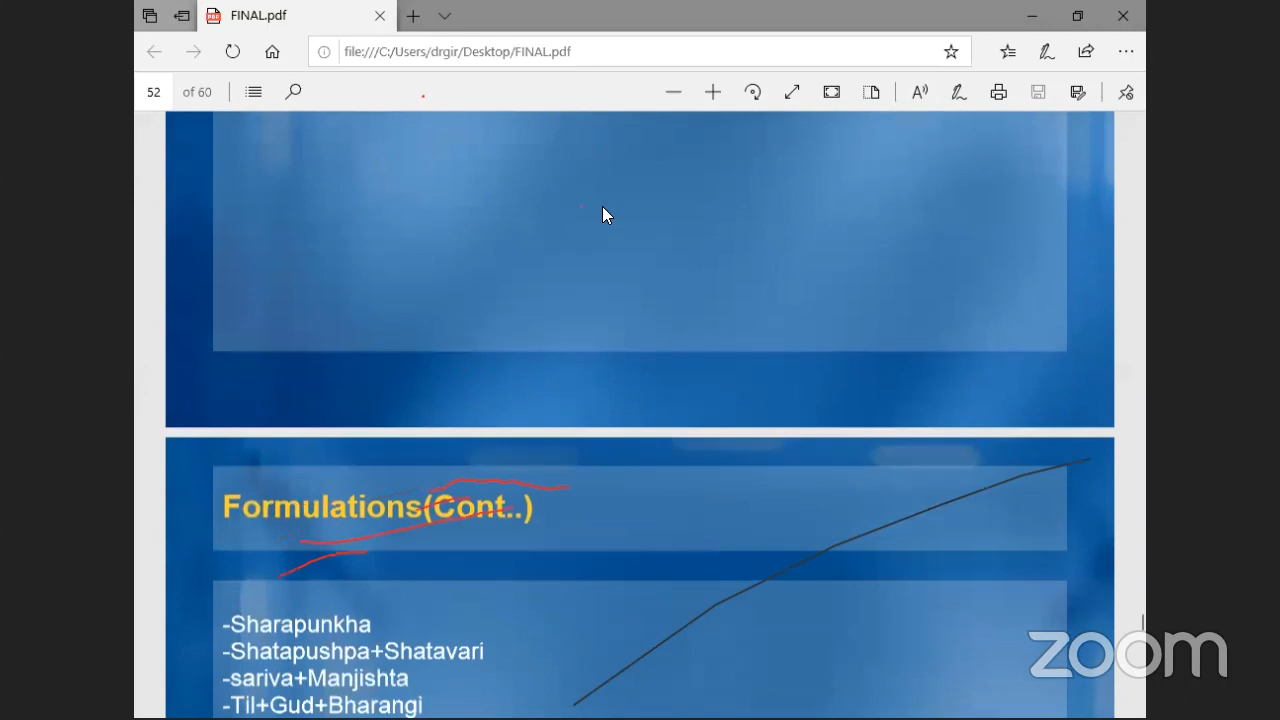 FINAL.pdf
file:///C:/Users/drgir/Desktop/FINAL.pdf
52 of 60
Formulations(Cont..)
-Sharapunkha
-Shatapushpa+Shatavari
-sariva+Manjishta
-Til+Gud+Bharangi
zoom